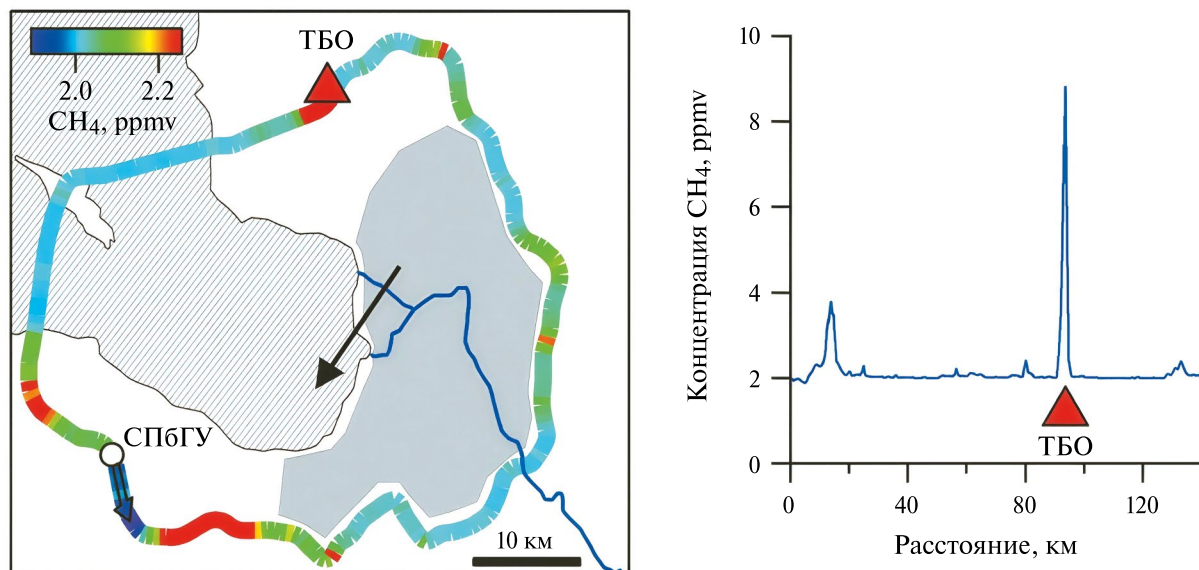 ТБО
2.0 2.2
CH₄, ppmv
СПбГУ
10 км
Концентрация CH₄, ppmv
10
8
6
4
2
0
ТБО
0 40 80 120
Расстояние, км